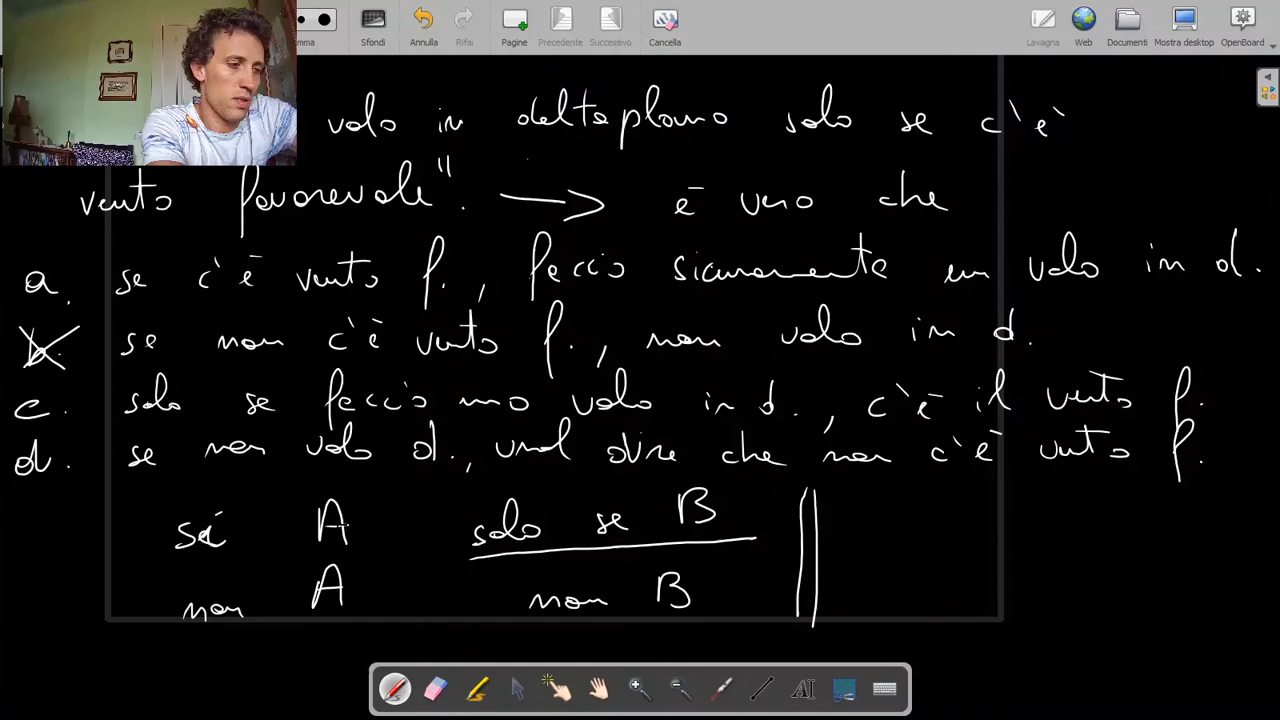 mma Sfondi Annulla Rifai Pagine Precedente Successivo Cancella Lavagna Web Documenti Mostra desktop OpenBoard
volo in deltaplano solo se c'è
vento favorevole". → è vero che
a. se c'è vento f., faccio sicuramente un volo in d.
b. se non c'è vento f., non volo in d.
c. solo se faccio uno volo in d., c'è il vento f.
d. se non volo d., vuol dire che non c'è vento f.
A solo se B
non A non B